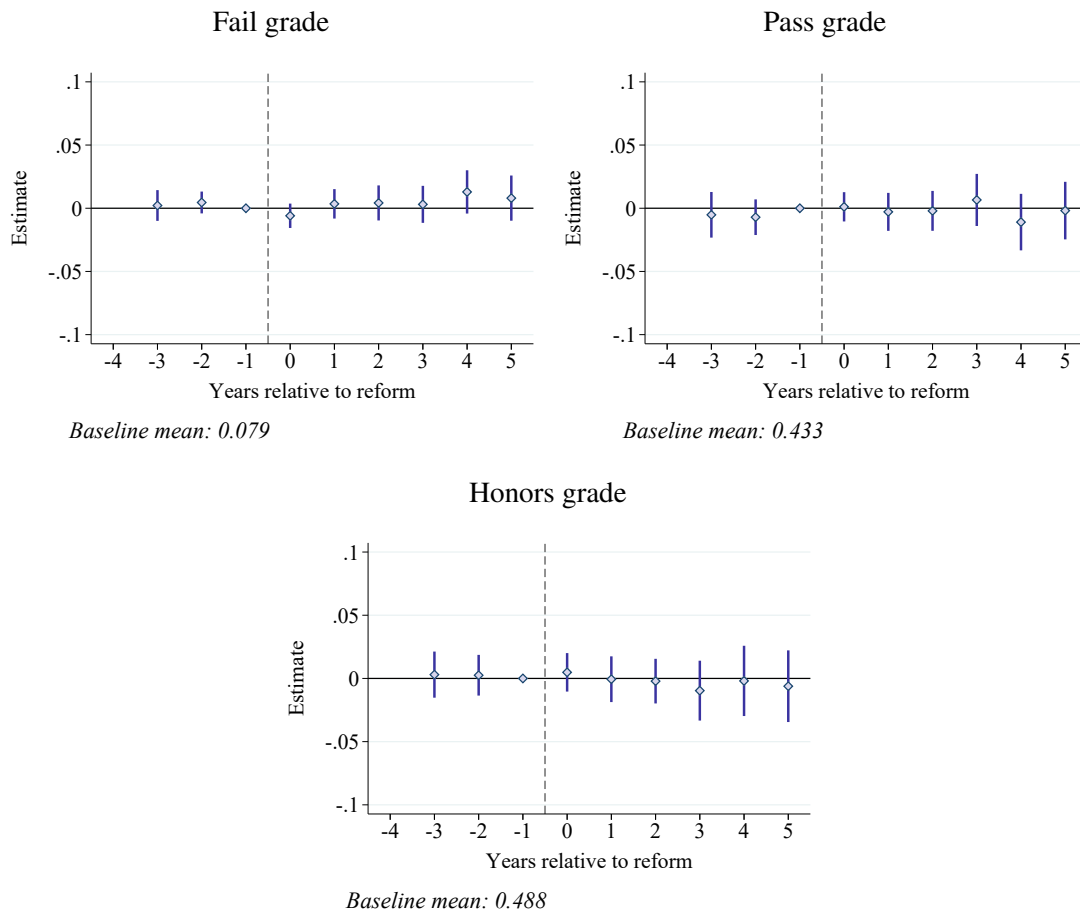 Fail grade
.1
.05
0
-.05
-.1
Estimate
-4 -3 -2 -1 0 1 2 3 4 5
Years relative to reform
Baseline mean: 0.079
Pass grade
.1
.05
0
-.05
-.1
Estimate
-4 -3 -2 -1 0 1 2 3 4 5
Years relative to reform
Baseline mean: 0.433
Honors grade
.1
.05
0
-.05
-.1
Estimate
-4 -3 -2 -1 0 1 2 3 4 5
Years relative to reform
Baseline mean: 0.488